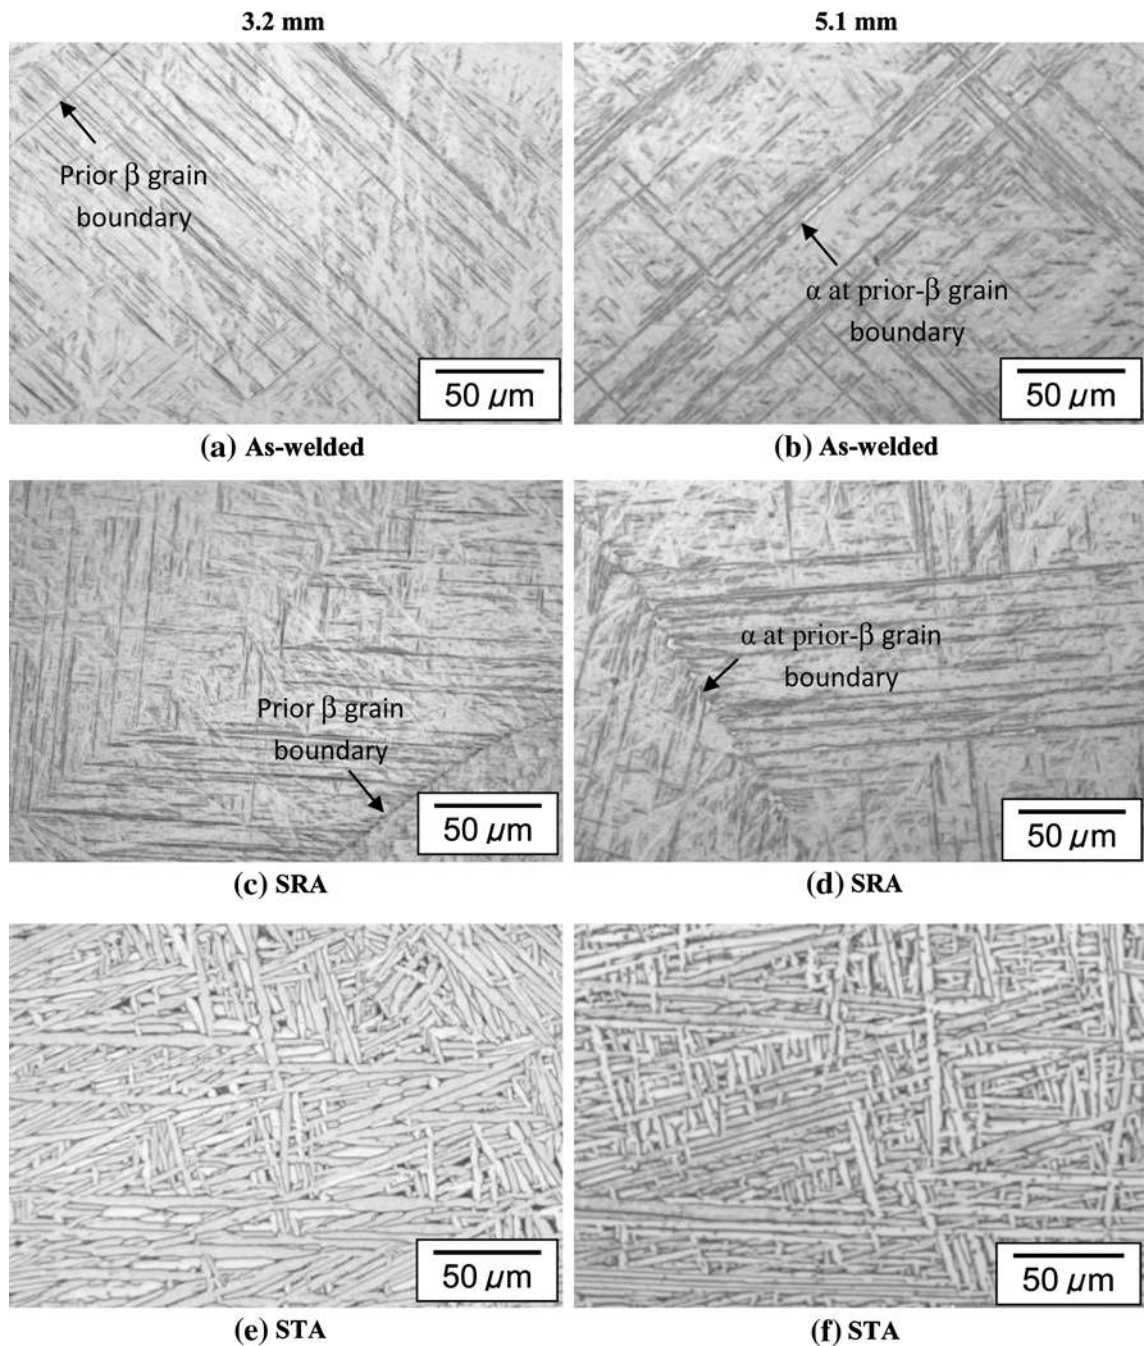 3.2 mm
5.1 mm
Prior β grain
boundary
50 µm
α at prior-β grain
boundary
50 µm
(a) As-welded
(b) As-welded
Prior β grain
boundary
50 µm
α at prior-β grain
boundary
50 µm
(c) SRA
(d) SRA
50 µm
50 µm
(e) STA
(f) STA